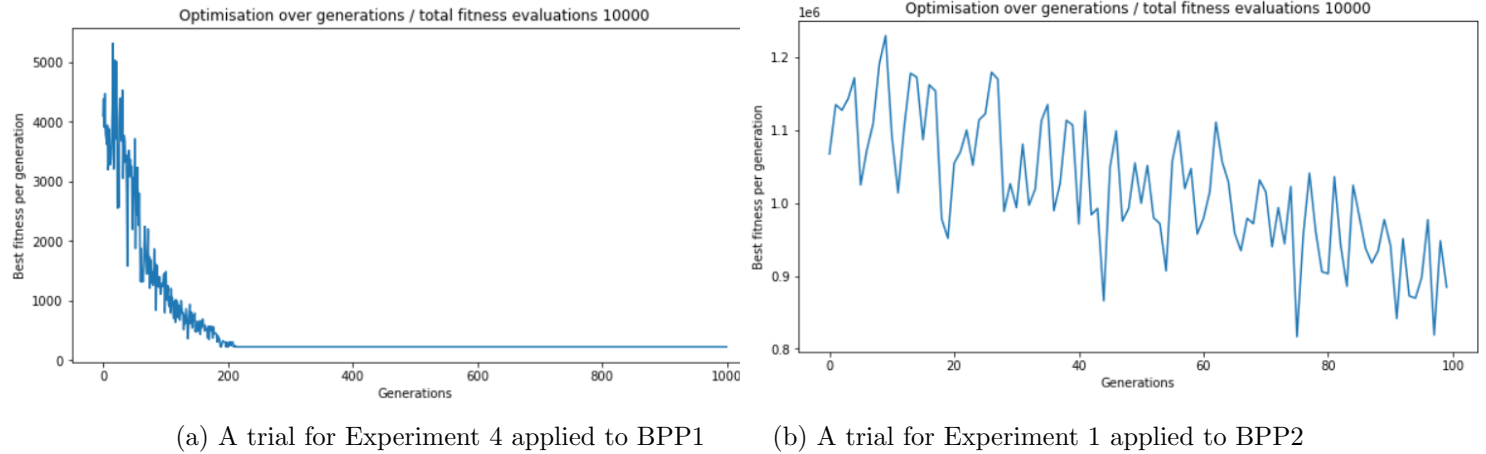 Optimisation over generations / total fitness evaluations 10000
Best fitness per generation
5000
4000
3000
2000
1000
0
0 200 400 600 800 1000
Generations
(a) A trial for Experiment 4 applied to BPP1
Optimisation over generations / total fitness evaluations 10000
1e6
Best fitness per generation
1.2
1.1
1.0
0.9
0.8
0 20 40 60 80 100
Generations
(b) A trial for Experiment 1 applied to BPP2